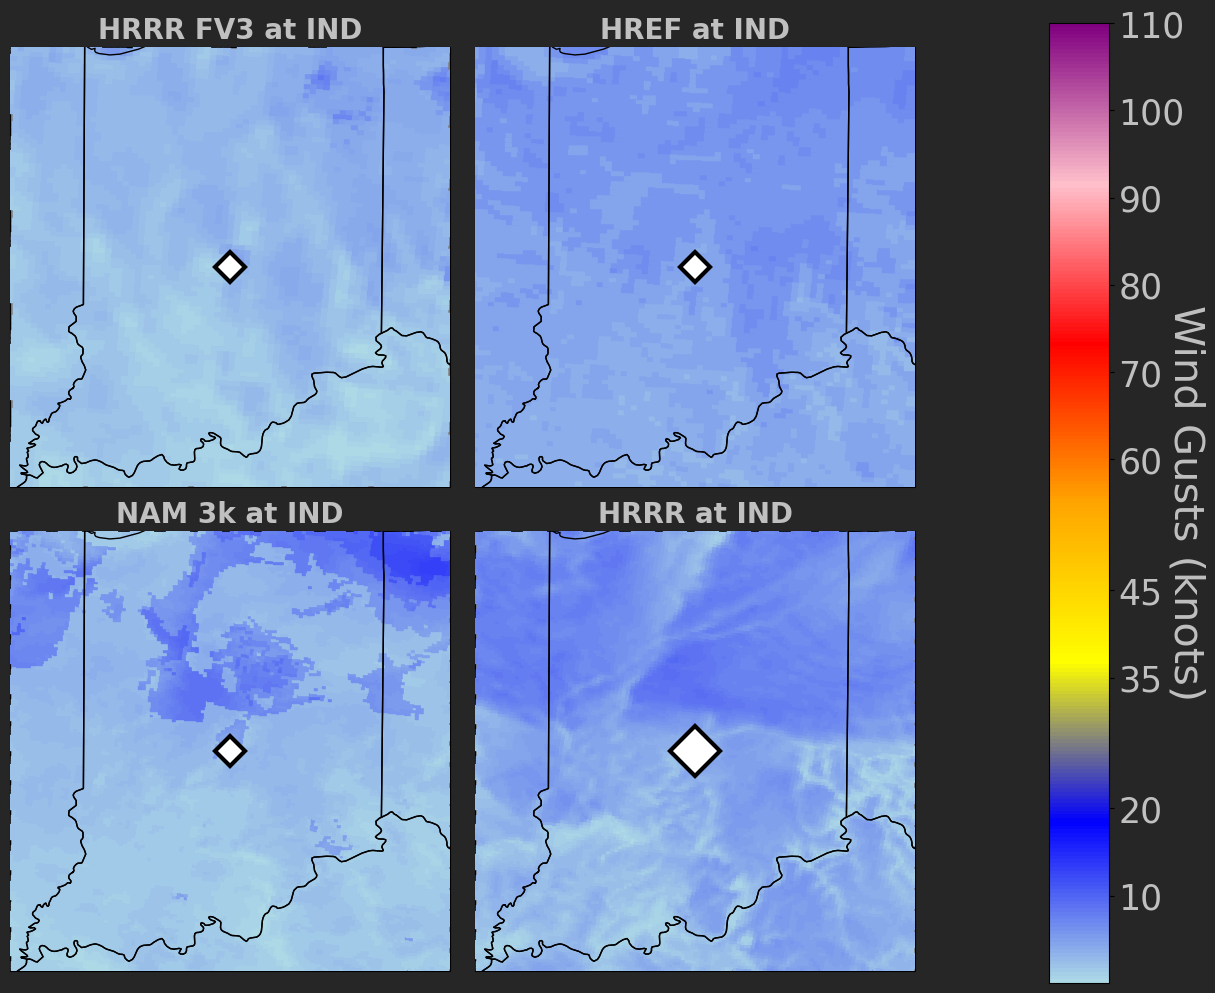 HRRR FV3 at IND
HREF at IND
NAM 3k at IND
HRRR at IND
110
100
90
80
70
60
45
35
20
10
Wind Gusts (knots)